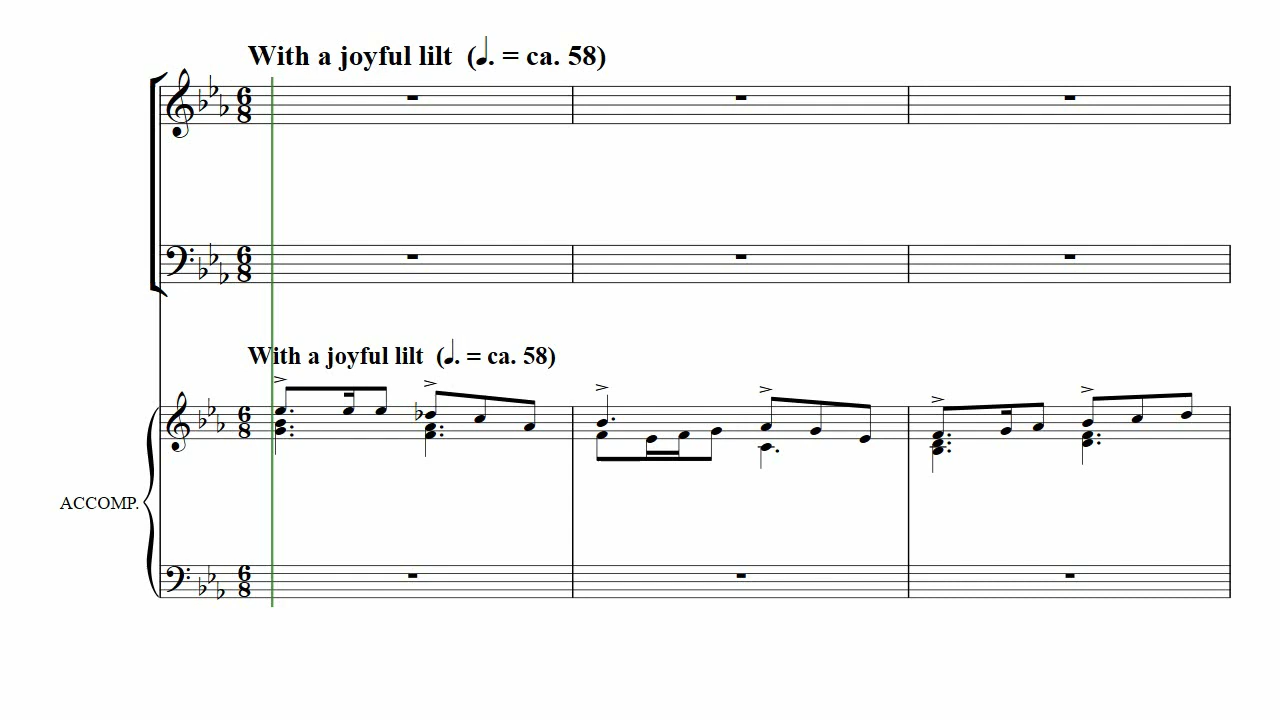 With a joyful lilt (♩. = ca. 58)
6
8
6
8
With a joyful lilt (♩. = ca. 58)
6
8
ACCOMP.
6
8